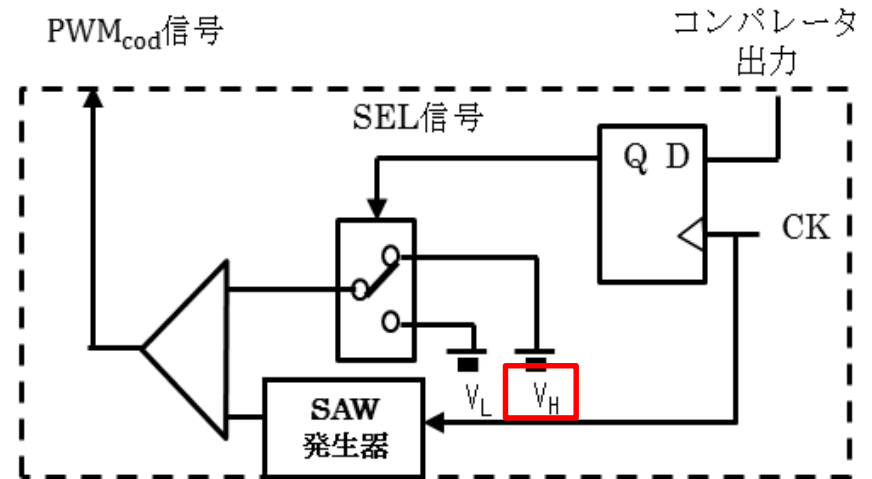 PWMcod信号
コンパレータ
出力
SEL信号
Q D
CK
VL
VH
SAW
発生器